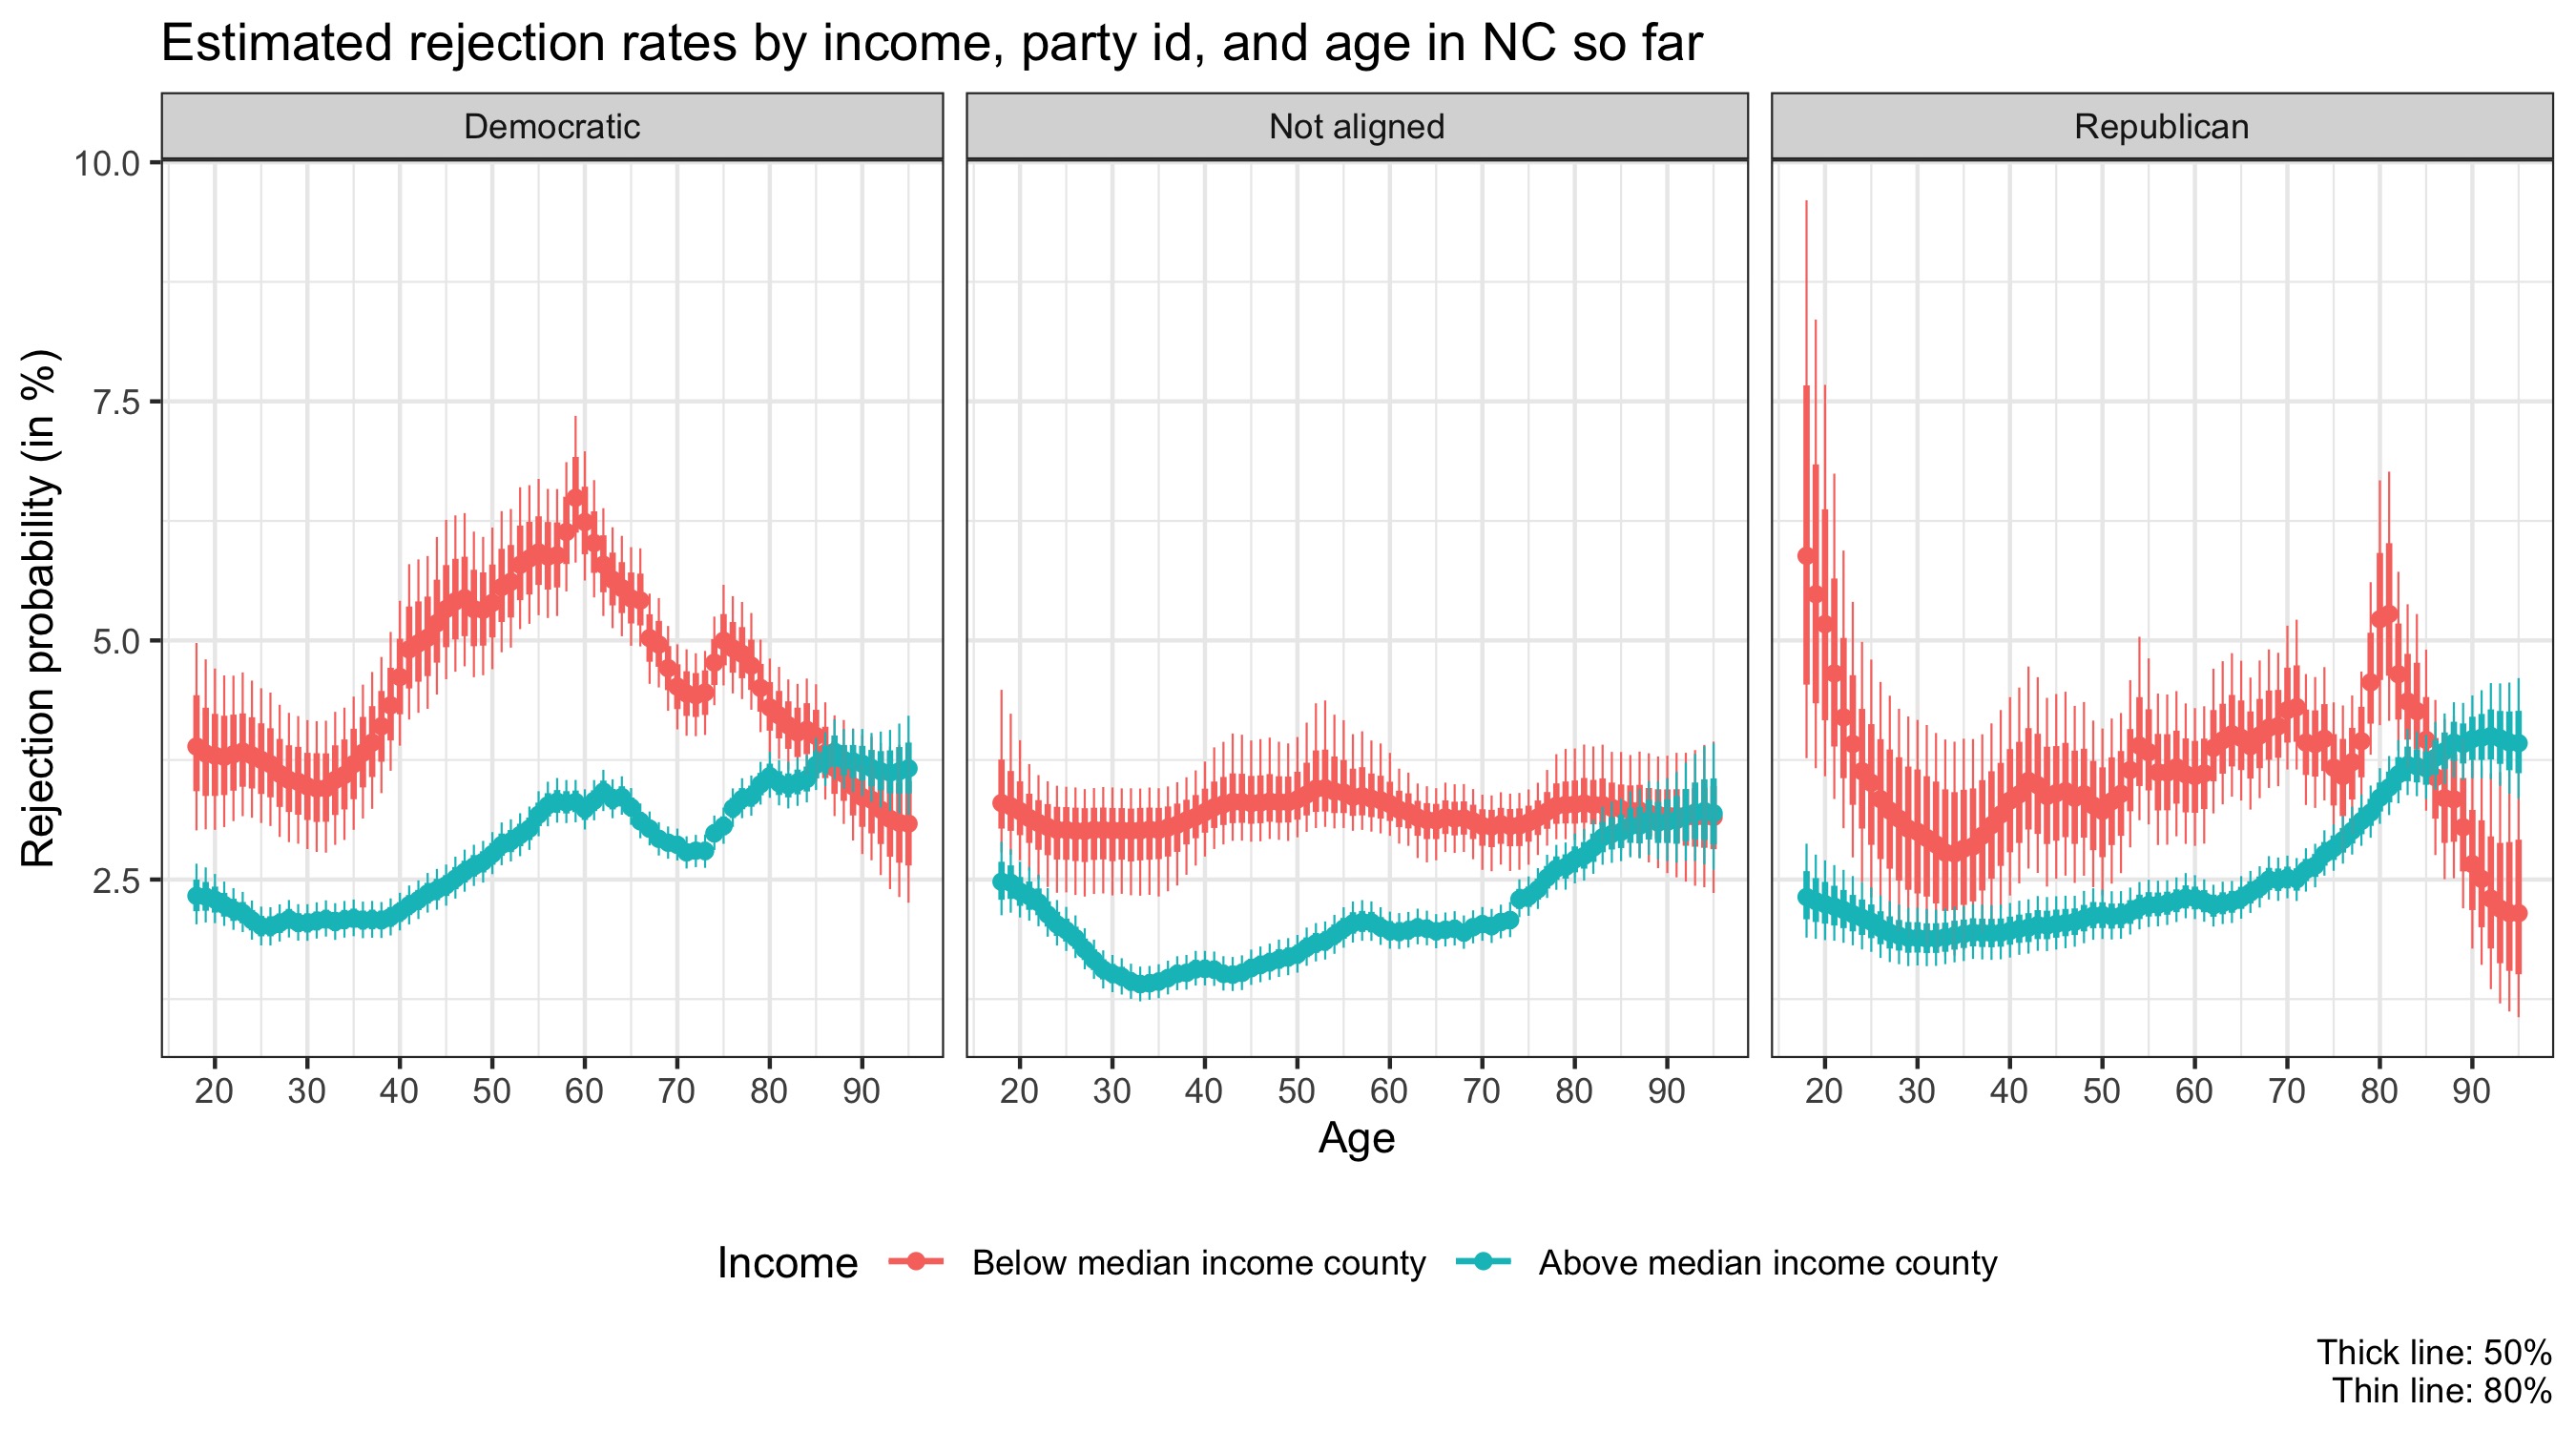 Estimated rejection rates by income, party id, and age in NC so far
Democratic
Not aligned
Republican
Rejection probability (in %)
10.0
7.5
5.0
2.5
20 30 40 50 60 70 80 90
20 30 40 50 60 70 80 90
20 30 40 50 60 70 80 90
Age
Income Below median income county Above median income county
Thick line: 50%
Thin line: 80%